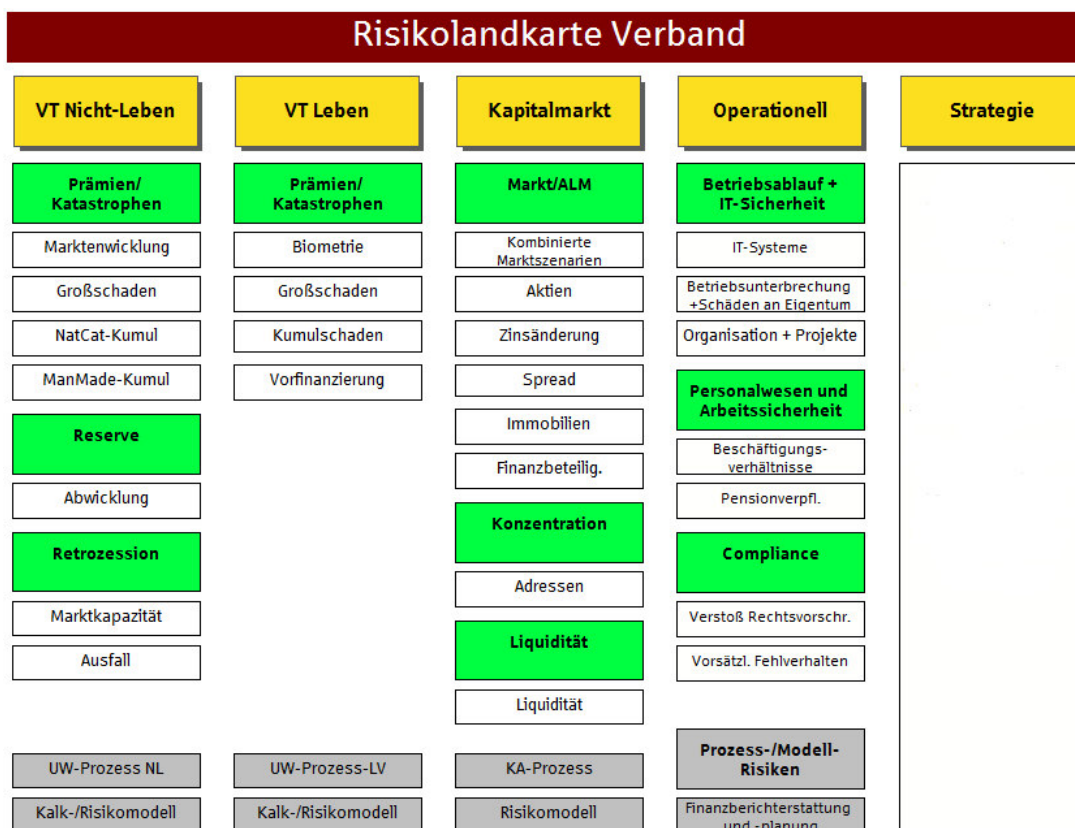 Risikolandkarte Verband
VT Nicht-Leben
Prämien/
Katastrophen
Marktenwicklung
Großschaden
NatCat-Kumul
ManMade-Kumul
Reserve
Abwicklung
Retrozession
Marktkapazität
Ausfall
UW-Prozess NL
Kalk-/Risikomodell
VT Leben
Prämien/
Katastrophen
Biometrie
Großschaden
Kumulschaden
Vorfinanzierung
UW-Prozess-LV
Kalk-/Risikomodell
Kapitalmarkt
Markt/ALM
Kombinierte
Marktszenarien
Aktien
Zinsänderung
Spread
Immobilien
Finanzbeteilig.
Konzentration
Adressen
Liquidität
Liquidität
KA-Prozess
Risikomodell
Operationell
Betriebsablauf +
IT-Sicherheit
IT-Systeme
Betriebsunterbrechung
+Schäden an Eigentum
Organisation + Projekte
Personalwesen und
Arbeitssicherheit
Beschäftigungs-
verhältnisse
Pensionverpfl.
Compliance
Verstoß Rechtsvorschr.
Vorsätzl. Fehlverhalten
Prozess-/Modell-
Risiken
Finanzberichterstattung
und -planung
Strategie